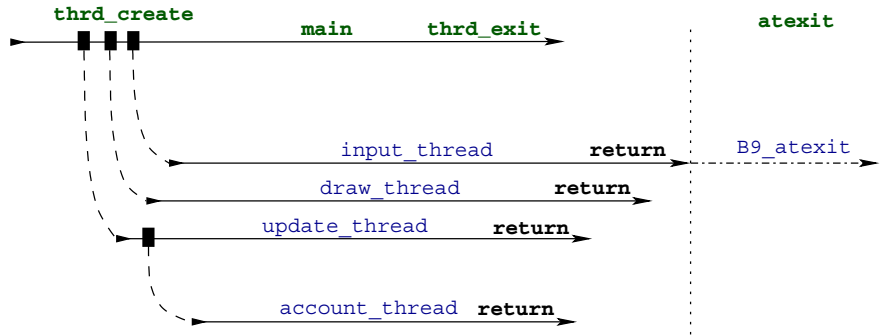 thrd_create
atexit
main thrd_exit
input_thread return B9_atexit
draw_thread return
update_thread return
account_thread return